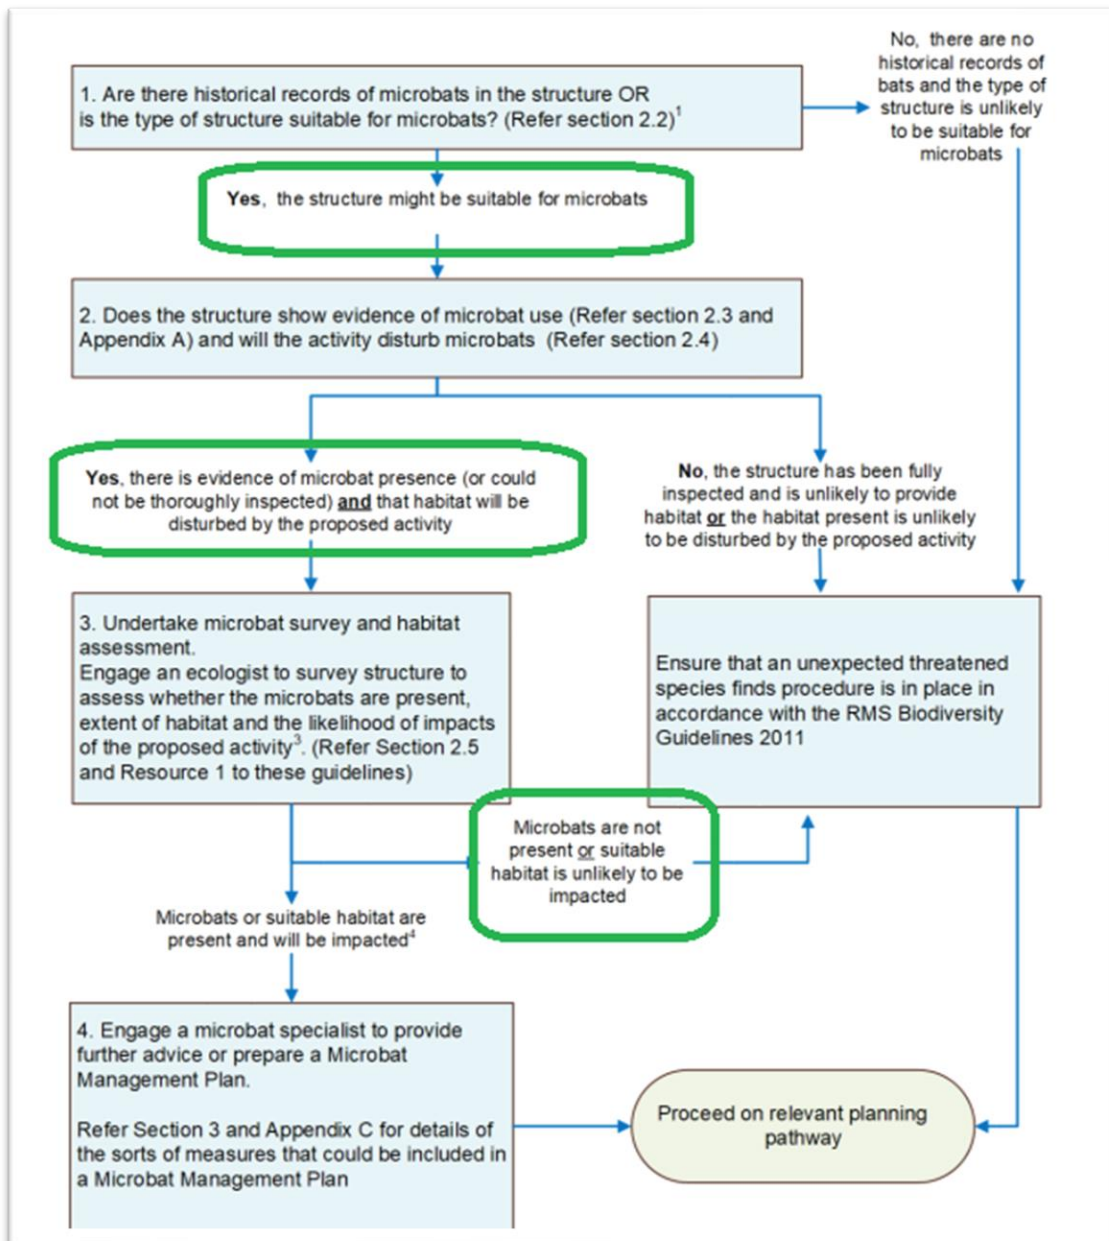 No, there are no
historical records of
bats and the type of
structure is unlikely
to be suitable for
microbats
1. Are there historical records of microbats in the structure OR
is the type of structure suitable for microbats? (Refer section 2.2)¹
Yes, the structure might be suitable for microbats
2. Does the structure show evidence of microbat use (Refer section 2.3 and
Appendix A) and will the activity disturb microbats (Refer section 2.4)
Yes, there is evidence of microbat presence (or could
not be thoroughly inspected) and that habitat will be
disturbed by the proposed activity
No, the structure has been fully
inspected and is unlikely to provide
habitat or the habitat present is unlikely
to be disturbed by the proposed activity
3. Undertake microbat survey and habitat
assessment.
Engage an ecologist to survey structure to
assess whether the microbats are present,
extent of habitat and the likelihood of impacts
of the proposed activity³. (Refer Section 2.5
and Resource 1 to these guidelines)
Ensure that an unexpected threatened
species finds procedure is in place in
accordance with the RMS Biodiversity
Guidelines 2011
Microbats are not
present or suitable
habitat is unlikely to be
impacted
Microbats or suitable habitat are
present and will be impacted⁴
4. Engage a microbat specialist to provide
further advice or prepare a Microbat
Management Plan.
Refer Section 3 and Appendix C for details of
the sorts of measures that could be included in
a Microbat Management Plan
Proceed on relevant planning
pathway